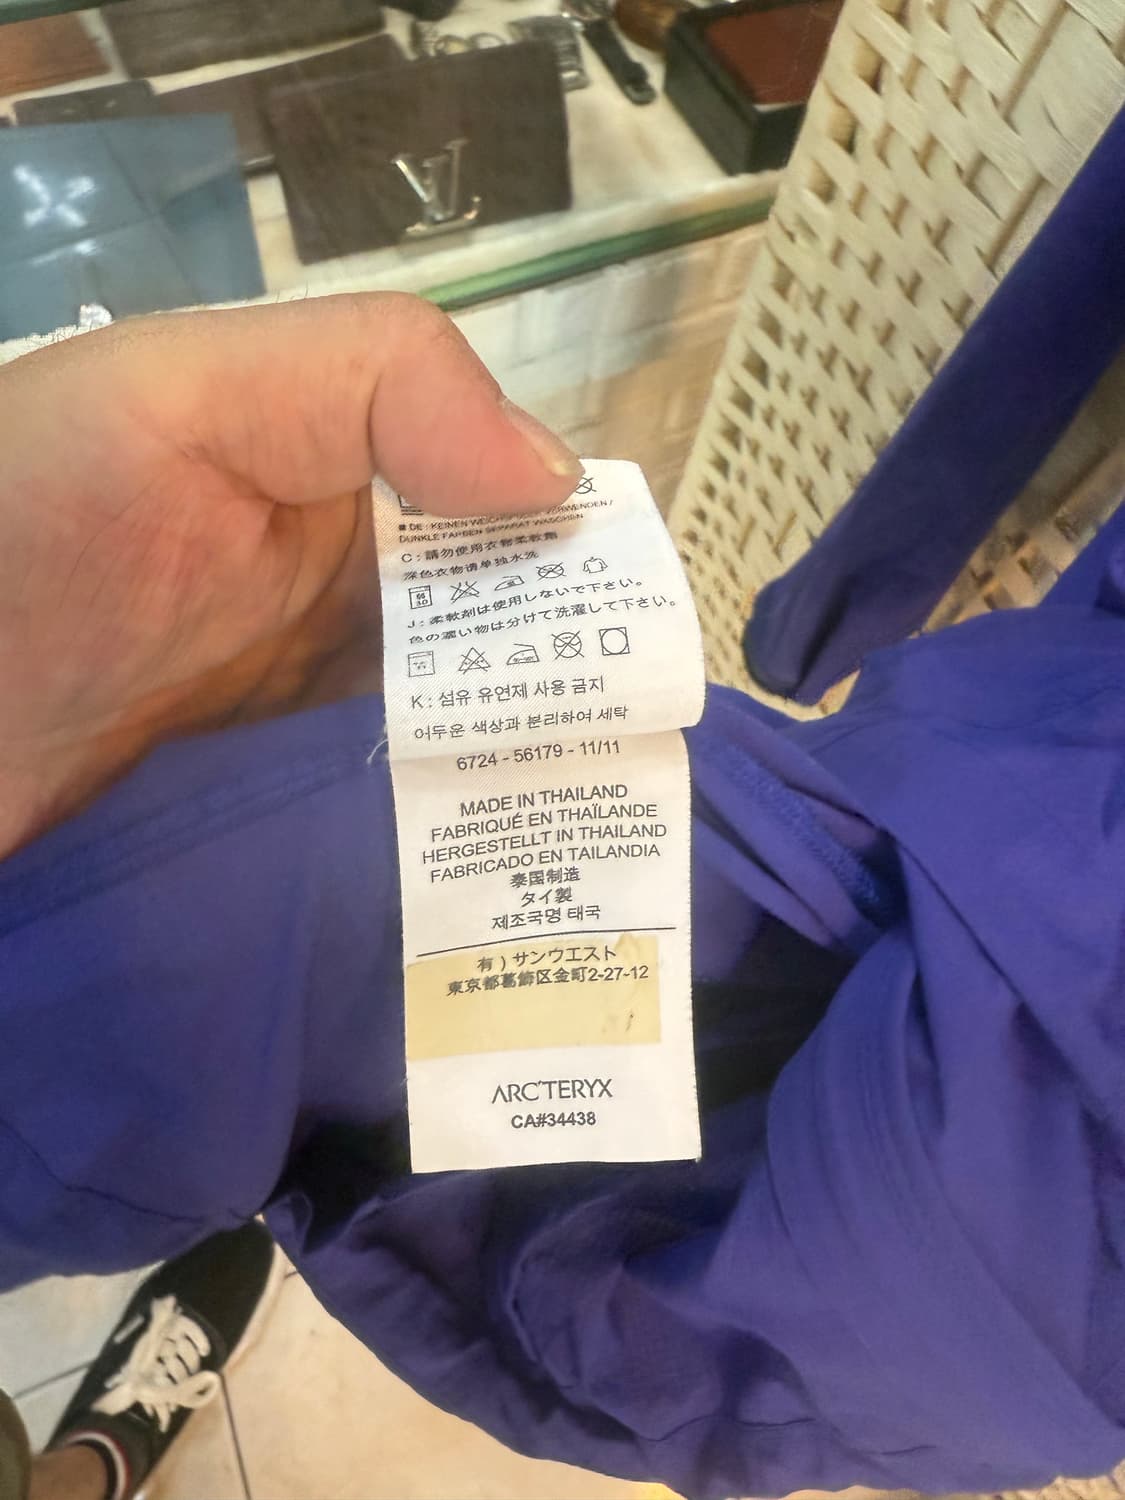 LV
■ DE : KEINEN WEICHSPÜLER VERWENDEN /
DUNKLE FARBEN SEPARAT WASCHEN
C : 請勿使用衣物柔軟劑
深色衣物请单独水洗
弱
30
J : 柔軟剤は使用しないで下さい。
色の濃い物は分けて洗濯して下さい。
K : 섬유 유연제 사용 금지
어두운 색상과 분리하여 세탁
6724 - 56179 - 11/11
MADE IN THAILAND
FABRIQUÉ EN THAÏLANDE
HERGESTELLT IN THAILAND
FABRICADO EN TAILANDIA
泰国制造
タイ製
제조국명 태국
有 ) サンウエスト
東京都葛飾区金町2-27-12
ARC'TERYX
CA#34438